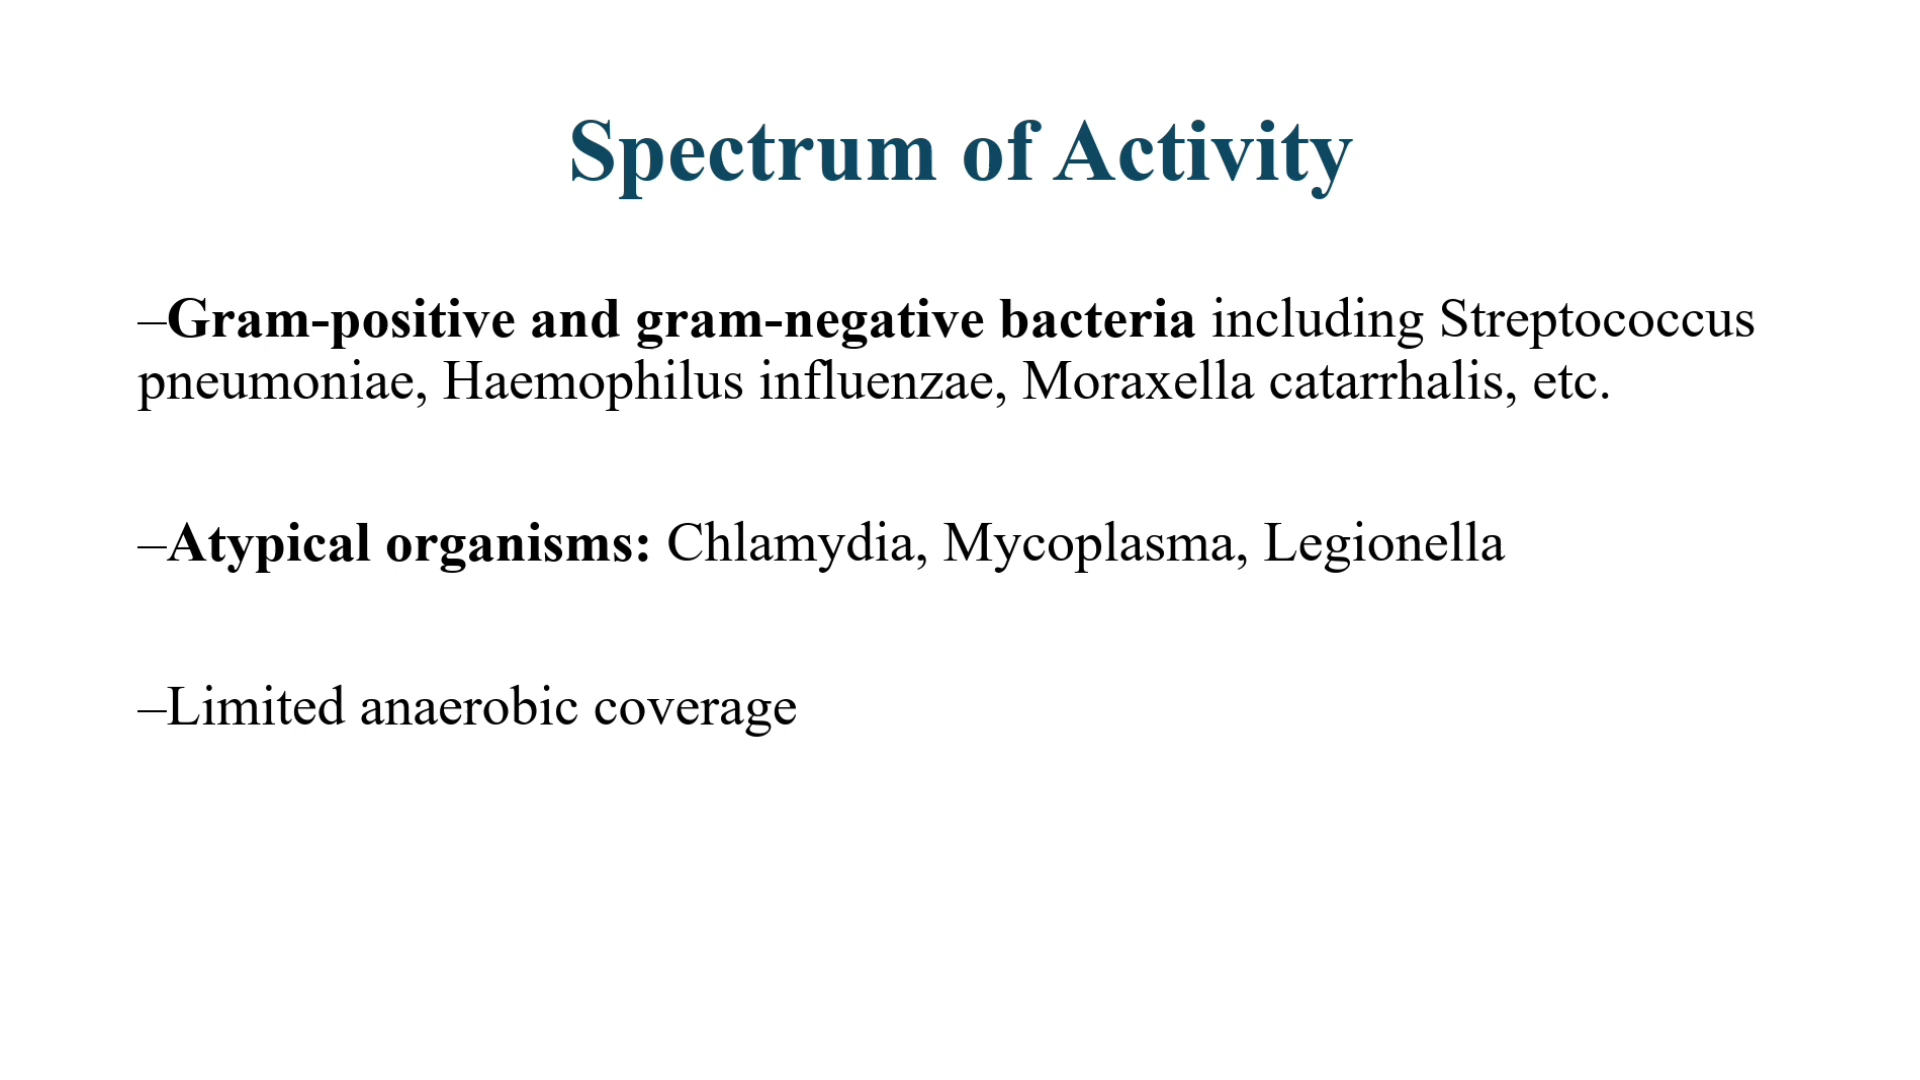 Spectrum of Activity
–Gram-positive and gram-negative bacteria including Streptococcus
pneumoniae, Haemophilus influenzae, Moraxella catarrhalis, etc.
–Atypical organisms: Chlamydia, Mycoplasma, Legionella
–Limited anaerobic coverage